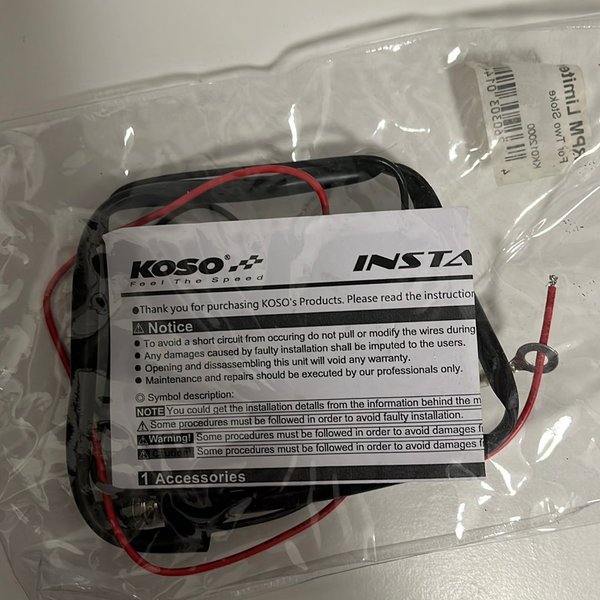 KOSO®
Feel The Speed
INSTA
●Thank you for purchasing KOSO's Products. Please read the instruction
⚠ Notice
● To avoid a short circuit from occuring do not pull or modify the wires during
● Any damages caused by faulty installation shall be imputed to the users.
● Opening and disassembling this unit will void any warranty.
● Maintenance and repairs should be executed by our professionals only.
◎ Symbol description:
NOTE You could get the installation details from the information behind the m
⚠ Some procedures must be followed in order to avoid faulty installation.
⚠Warning! Some procedures must be followed in order to avoid damages f
Some procedures must be followed in order to avoid damages f
1 Accessories
RPM Limite
For Two Stoke
KK012000